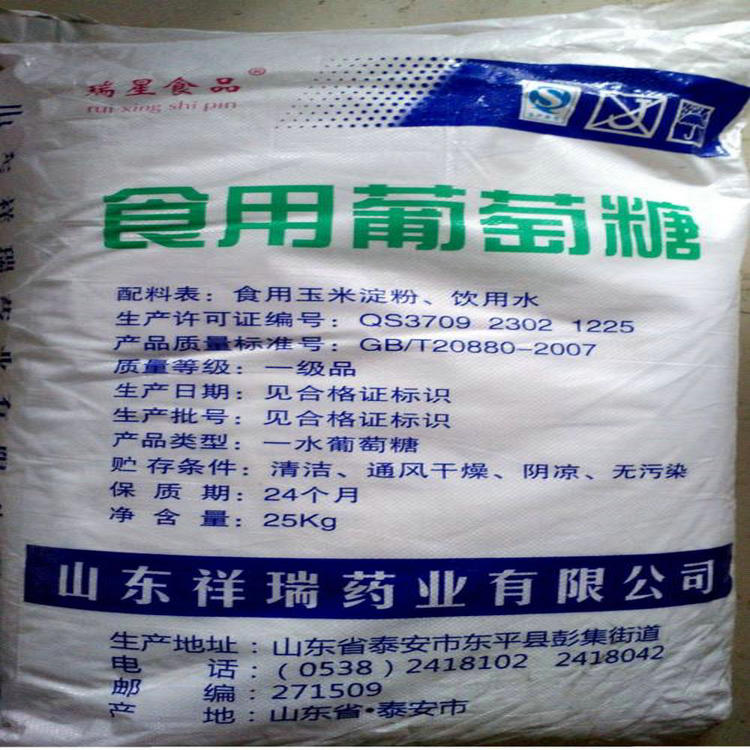 瑞星食品®
rui xing shi pin
食用葡萄糖
配料表：食用玉米淀粉、饮用水
生产许可证编号：QS3709 2302 1225
产品质量标准号：GB/T20880-2007
质量等级：一级品
生产日期：见合格证标识
生产批号：见合格证标识
产品类型：一水葡萄糖
贮存条件：清洁、通风干燥、阴凉、无污染
保质期：24个月
净含量：25Kg
山东祥瑞药业有限公司
生产地址：山东省泰安市东平县彭集街道
电话：（0538）2418102 2418042
邮编：271509
产地：山东省·泰安市